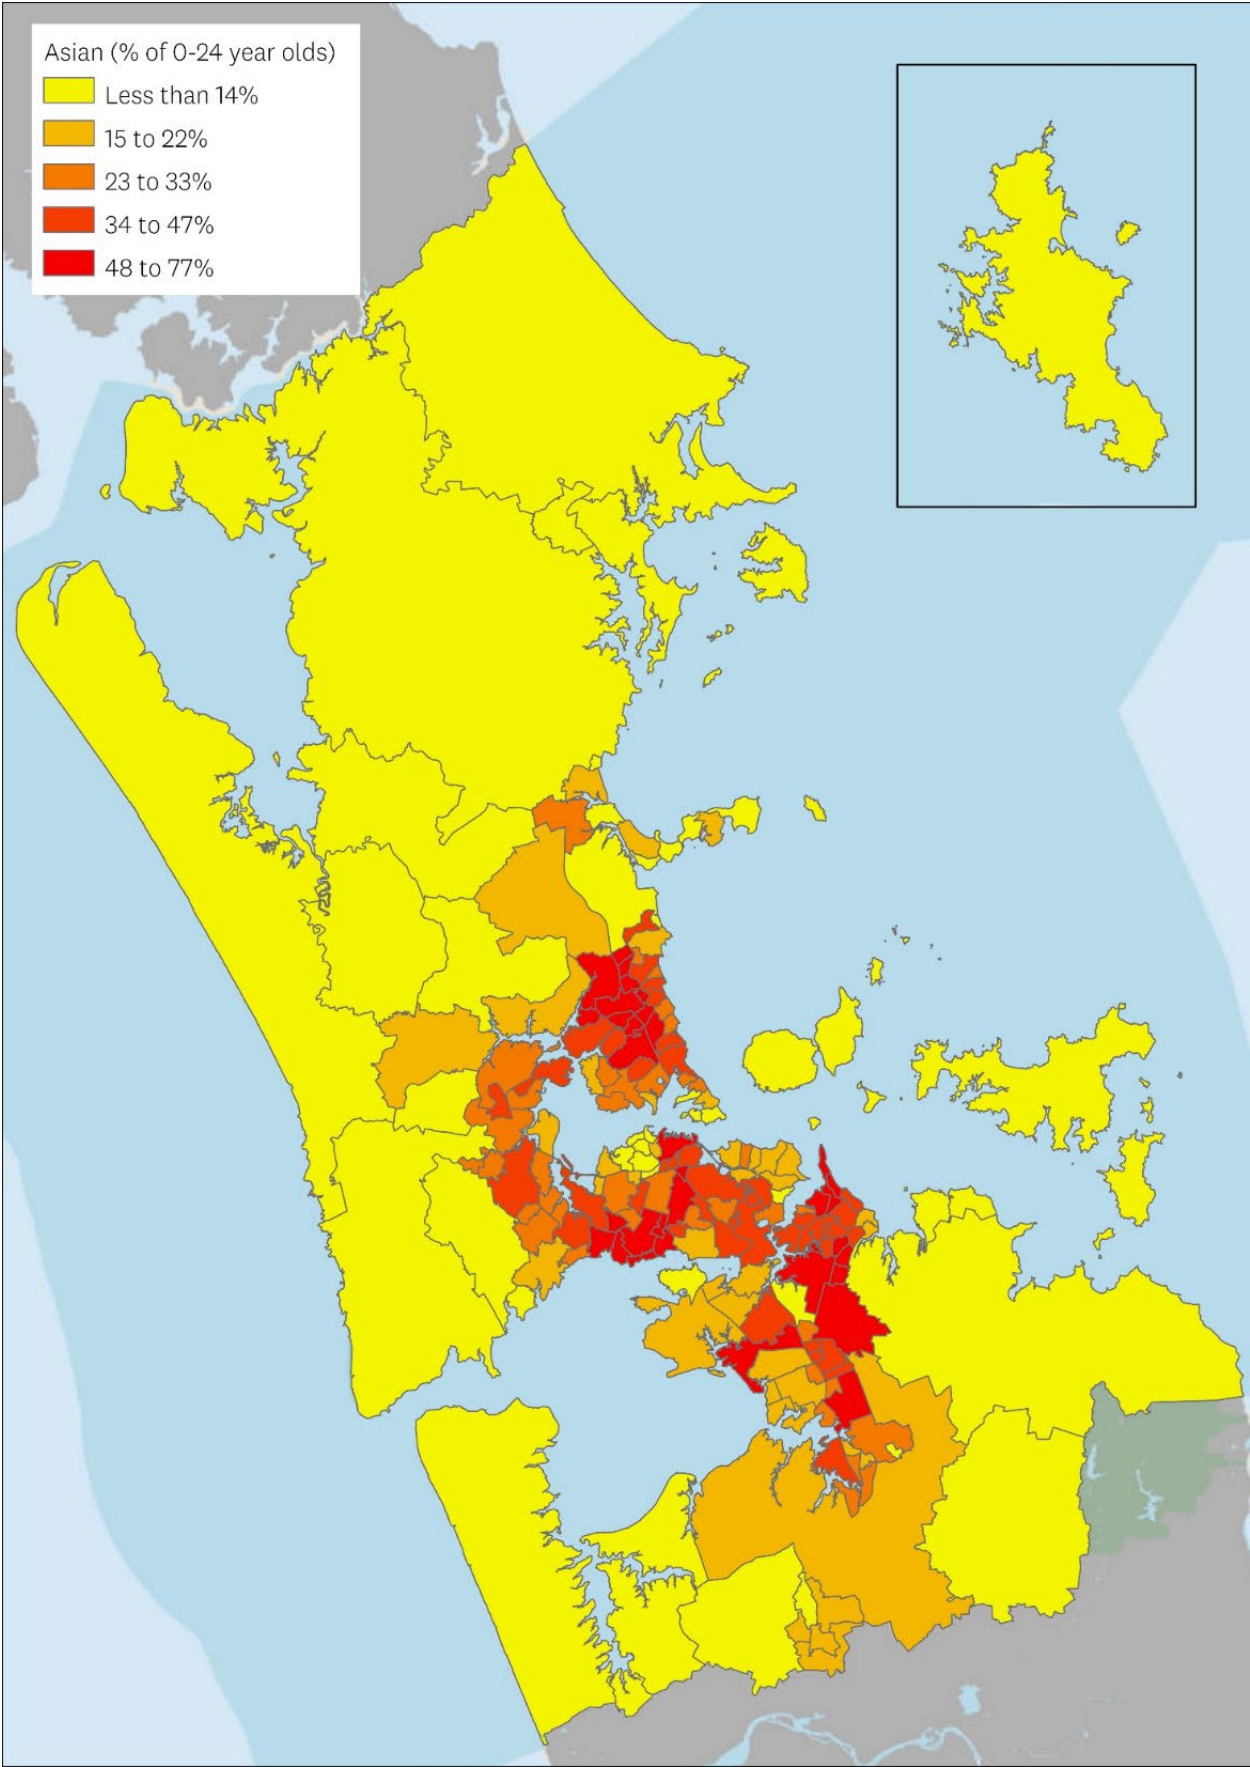 Asian (% of 0-24 year olds)
Less than 14%
15 to 22%
23 to 33%
34 to 47%
48 to 77%